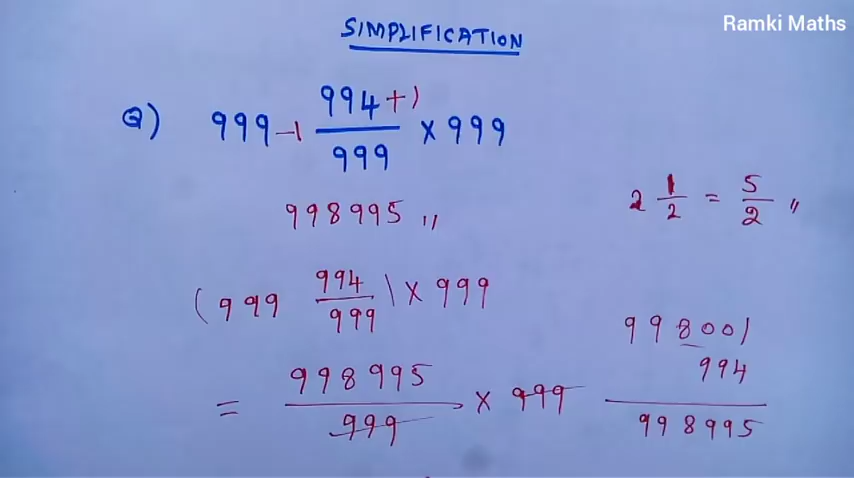 Ramki Maths
SIMPLIFICATION
Q) 999-1 994+1/999 × 999
998995 〃
2 1/2 = 5/2 〃
(999 994/999) × 999
= 998995/999 × 999
998001
994
998995